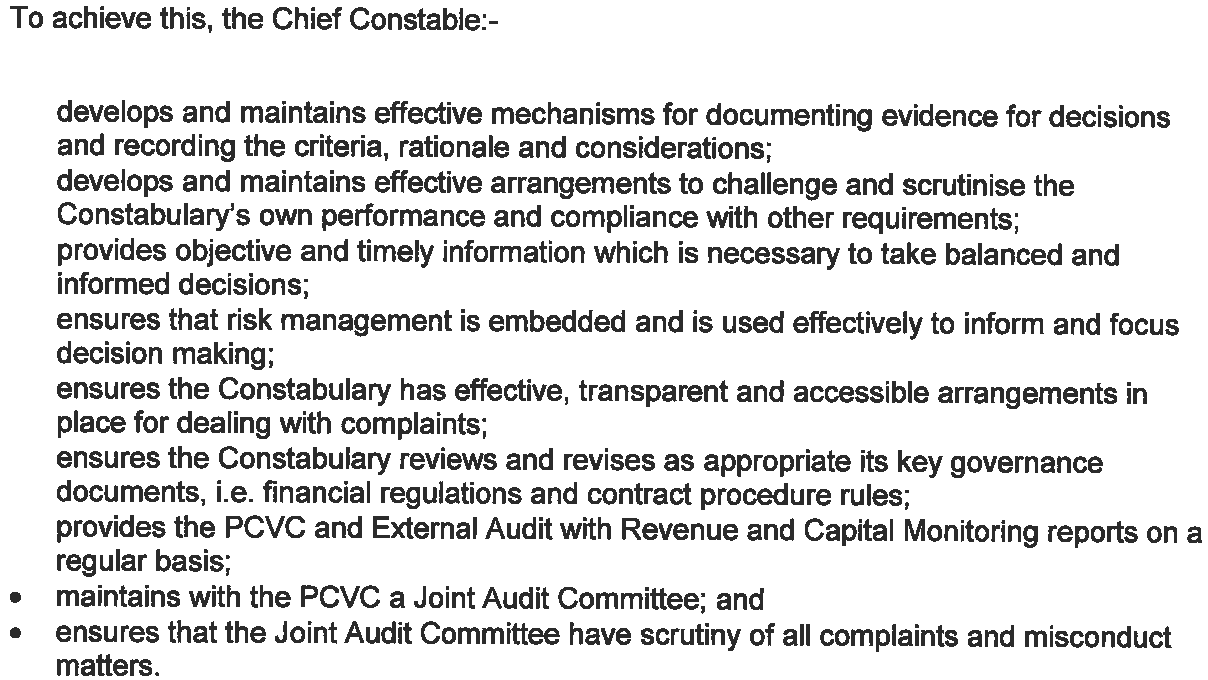 To achieve this, the Chief Constable:-
develops and maintains effective mechanisms for documenting evidence for decisions
and recording the criteria, rationale and considerations;
develops and maintains effective arrangements to challenge and scrutinise the
Constabulary's own performance and compliance with other requirements;
provides objective and timely information which is necessary to take balanced and
informed decisions;
ensures that risk management is embedded and is used effectively to inform and focus
decision making;
ensures the Constabulary has effective, transparent and accessible arrangements in
place for dealing with complaints;
ensures the Constabulary reviews and revises as appropriate its key governance
documents, i.e. financial regulations and contract procedure rules;
provides the PCVC and External Audit with Revenue and Capital Monitoring reports on a
regular basis;
• maintains with the PCVC a Joint Audit Committee; and
• ensures that the Joint Audit Committee have scrutiny of all complaints and misconduct
matters.